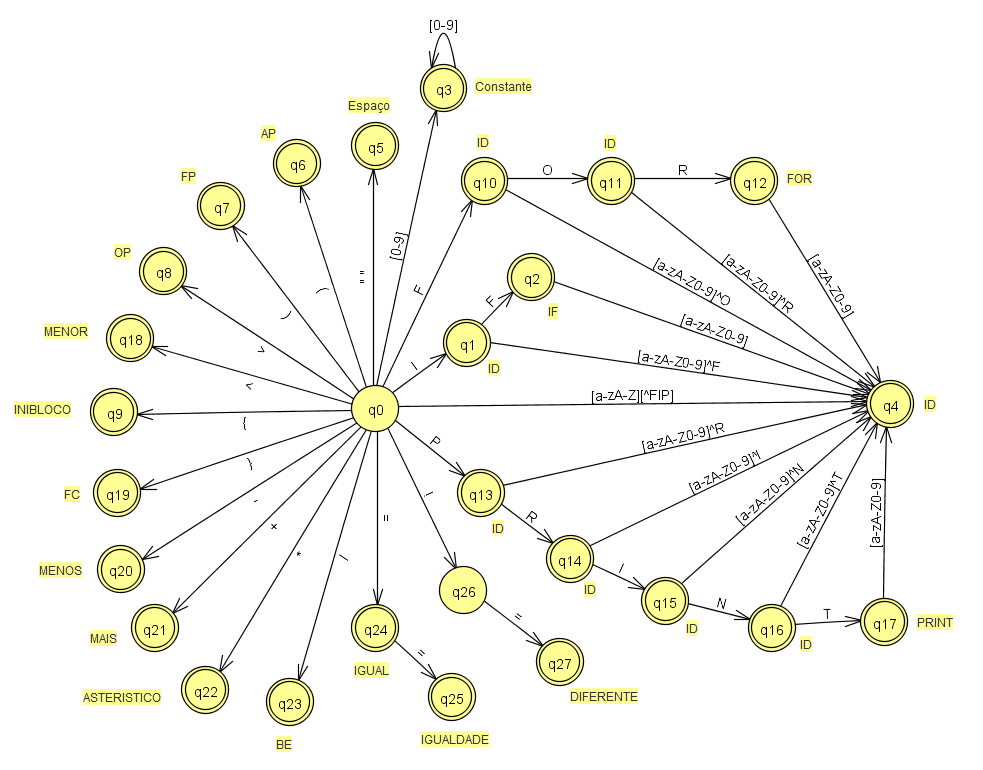 [0-9]
q3
Constante
Espaço
q5
AP
q6
FP
q7
ID
q10
O
ID
q11
R
q12
FOR
OP
q8
[0-9]
F
(
)
>
<
{
}
-
+
*
/
=
!
q2
IF
F
[a-zA-Z0-9]^O
[a-zA-Z0-9]^R
[a-zA-Z0-9]
[a-zA-Z0-9]
MENOR
q18
q1
ID
I
[a-zA-Z0-9]^F
INIBLOCO
q9
q0
[a-zA-Z][^FIP]
q4
ID
P
[a-zA-Z0-9]^R
FC
q19
q13
ID
R
[a-zA-Z0-9]^I
[a-zA-Z0-9]^N
[a-zA-Z0-9]^T
[a-zA-Z0-9]
MENOS
q20
q14
ID
I
q26
q15
ID
N
MAIS
q21
q24
IGUAL
=
=
q16
ID
T
q17
PRINT
ASTERISTICO
q22
q23
BE
q25
IGUALDADE
q27
DIFERENTE